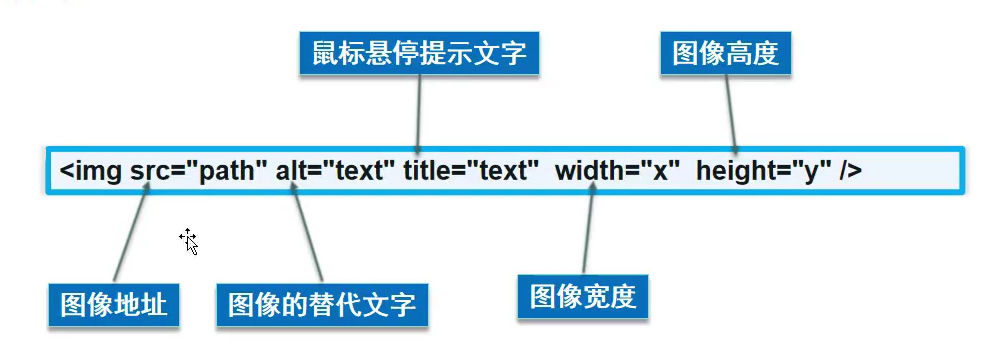 鼠标悬停提示文字
图像高度
<img src="path" alt="text" title="text"  width="x"  height="y" />
图像地址
图像的替代文字
图像宽度